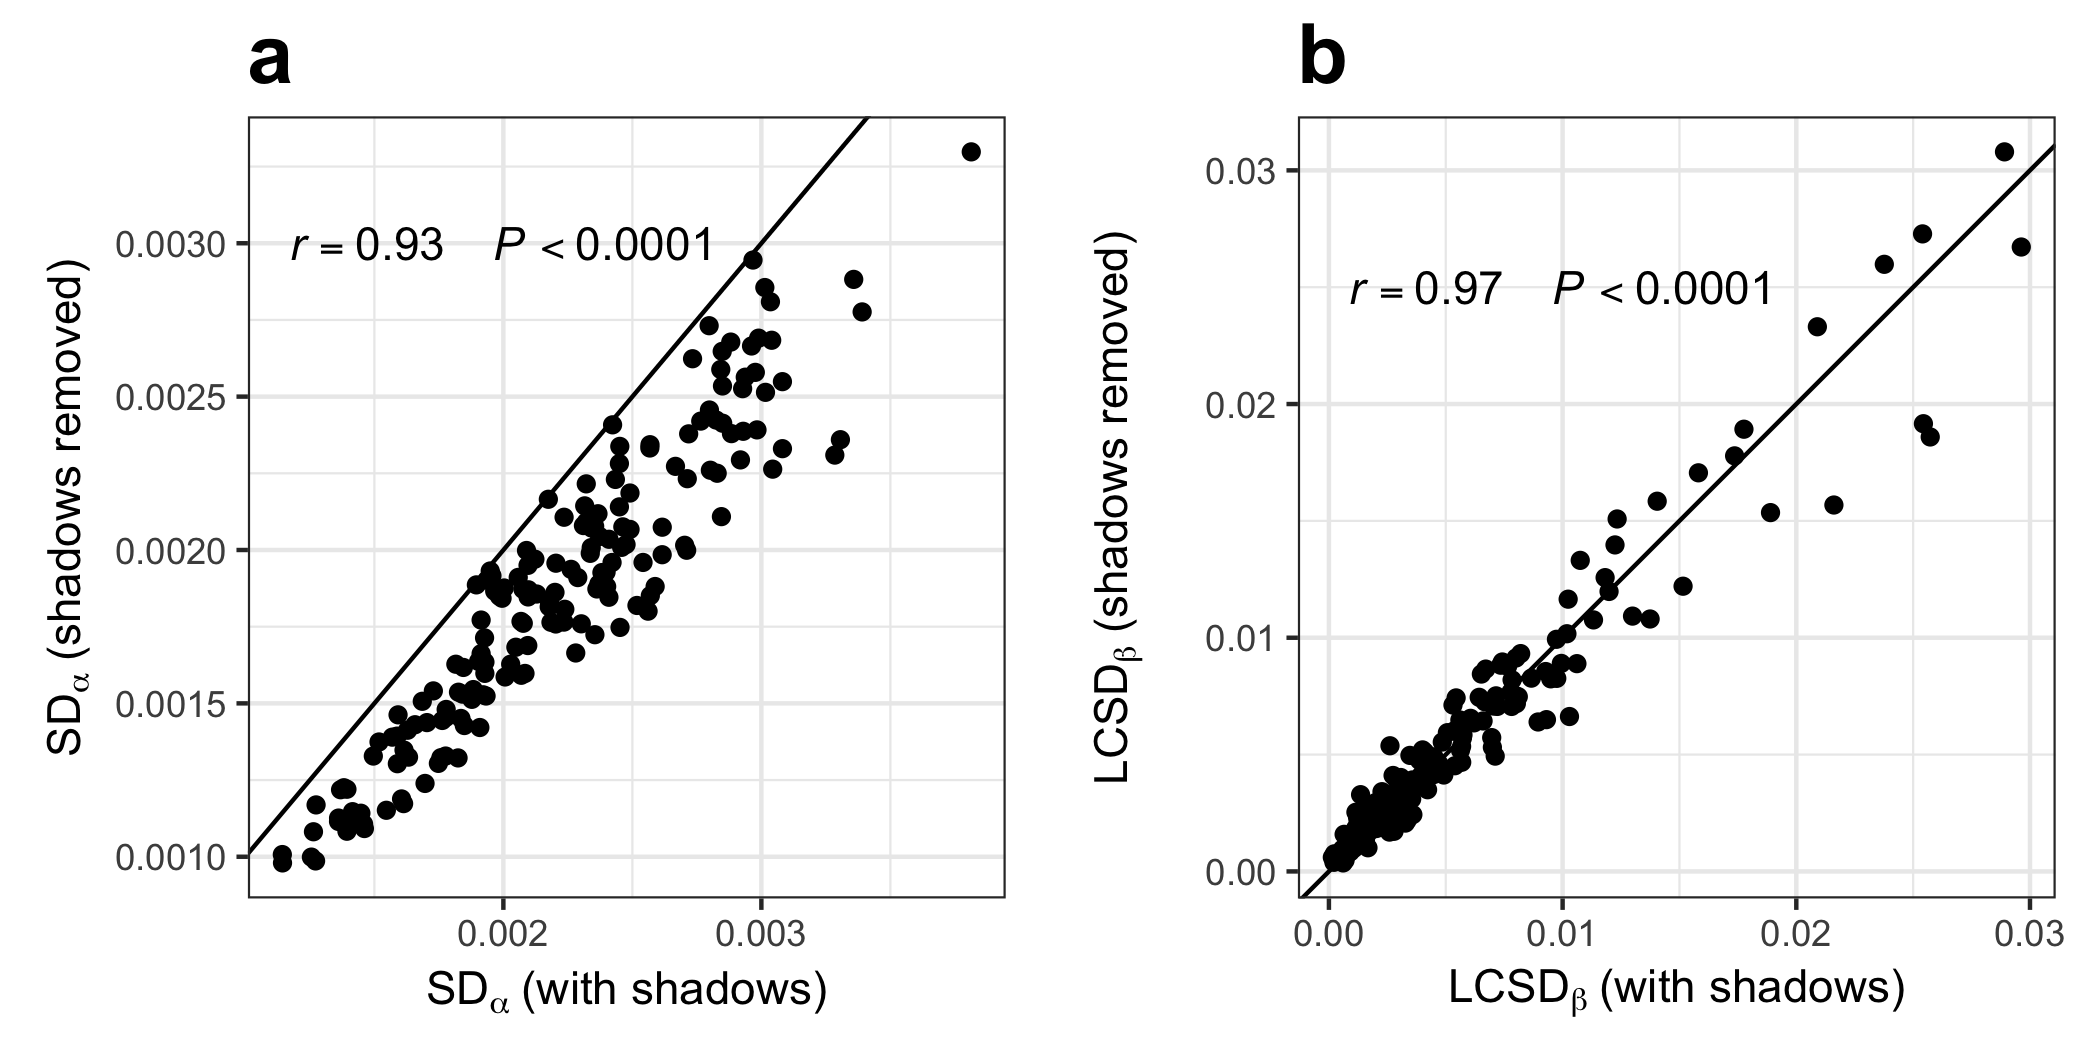 a
r = 0.93 P < 0.0001
0.0030
0.0025
0.0020
0.0015
0.0010
0.002 0.003
SDα (with shadows)
SDα (shadows removed)
b
r = 0.97 P < 0.0001
0.03
0.02
0.01
0.00
0.00 0.01 0.02 0.03
LCSDβ (with shadows)
LCSDβ (shadows removed)